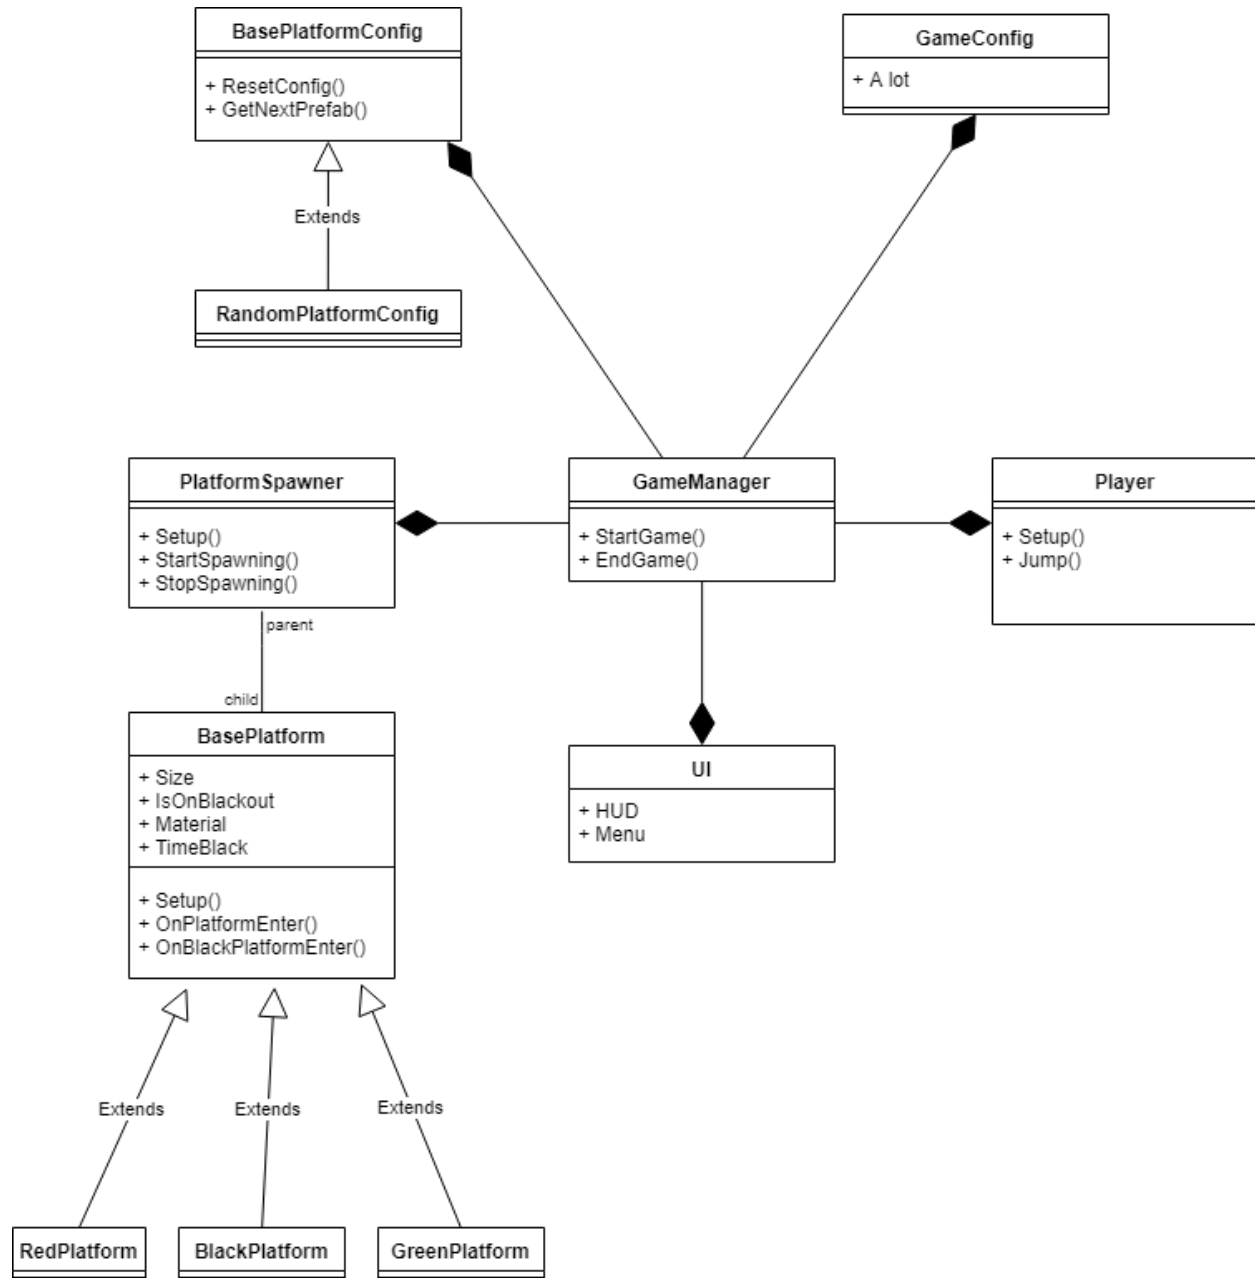 BasePlatformConfig
+ ResetConfig()
+ GetNextPrefab()
GameConfig
+ A lot
Extends
RandomPlatformConfig
PlatformSpawner
+ Setup()
+ StartSpawning()
+ StopSpawning()
GameManager
+ StartGame()
+ EndGame()
Player
+ Setup()
+ Jump()
parent
child
BasePlatform
+ Size
+ IsOnBlackout
+ Material
+ TimeBlack
+ Setup()
+ OnPlatformEnter()
+ OnBlackPlatformEnter()
UI
+ HUD
+ Menu
Extends
Extends
Extends
RedPlatform
BlackPlatform
GreenPlatform